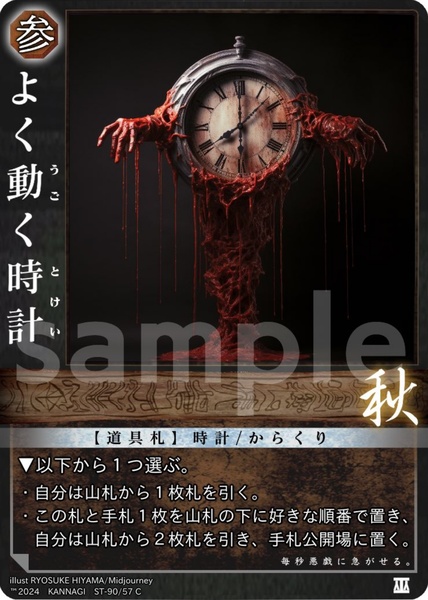 参
よく動く時計
うご
とけい
sample
秋
【道具札】時計/からくり
▼以下から１つ選ぶ。
・自分は山札から１枚札を引く。
・この札と手札１枚を山札の下に好きな順番で置き、
自分は山札から２枚札を引き、手札公開場に置く。
毎秒悪戯に急がせる。
illust RYOSUKE HIYAMA/Midjourney
™2024 KANNAGI ST-90/57 C